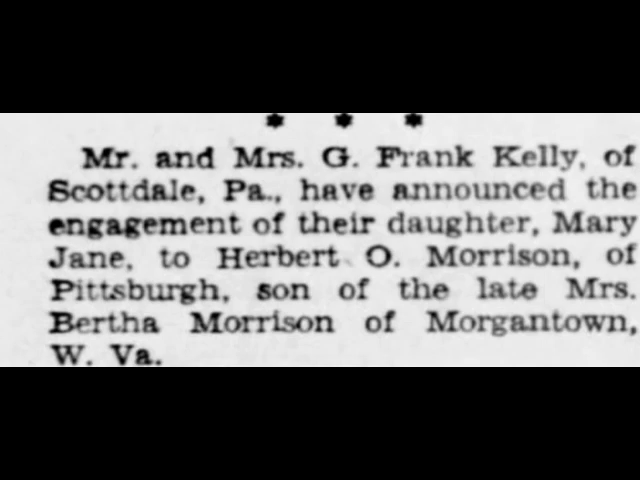 * * *
Mr. and Mrs. G. Frank Kelly, of
Scottdale, Pa., have announced the
engagement of their daughter, Mary
Jane, to Herbert O. Morrison, of
Pittsburgh, son of the late Mrs.
Bertha Morrison of Morgantown,
W. Va.